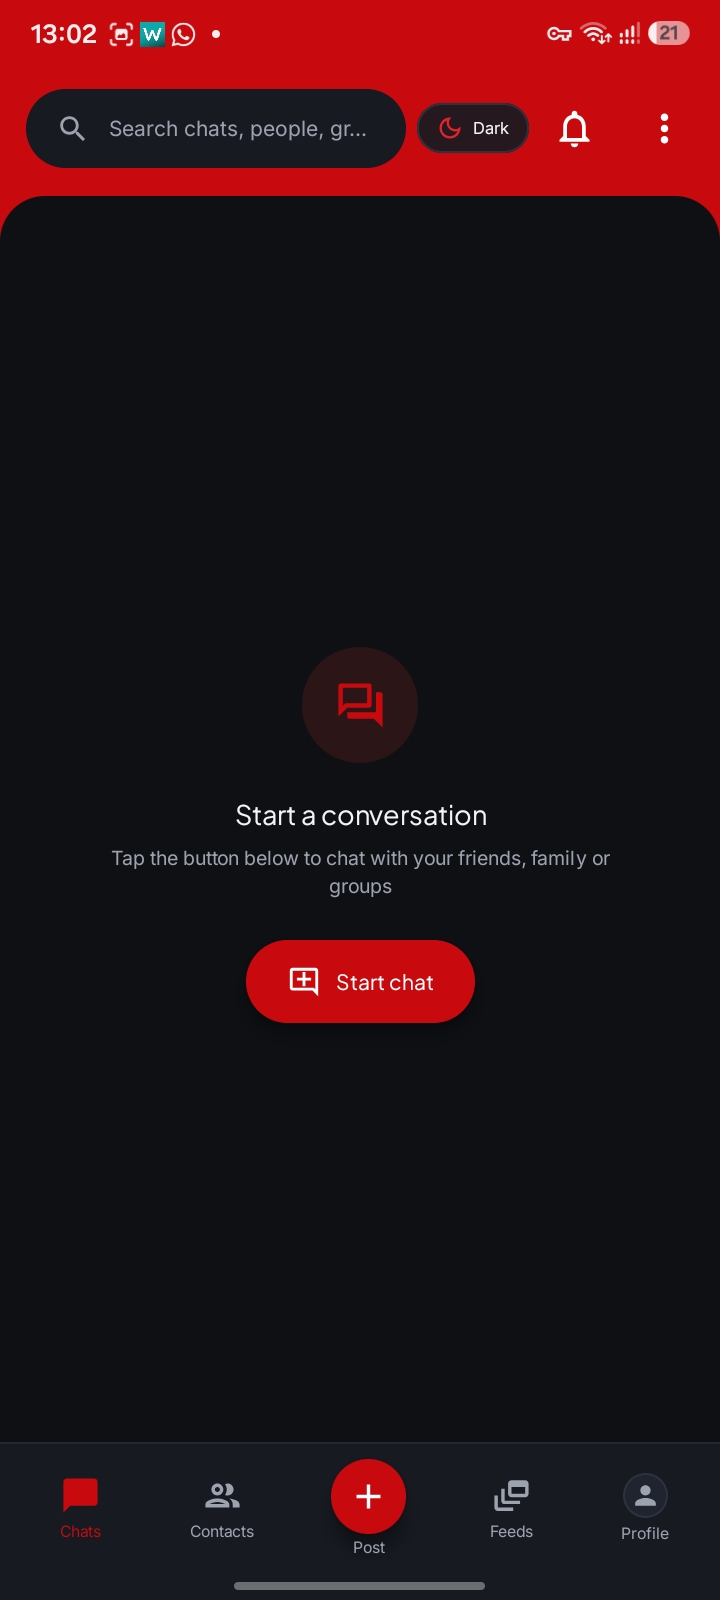 13:02
W
21
Search chats, people, gr...
Dark
Start a conversation
Tap the button below to chat with your friends, family or
groups
Start chat
Chats
Contacts
Post
Feeds
Profile